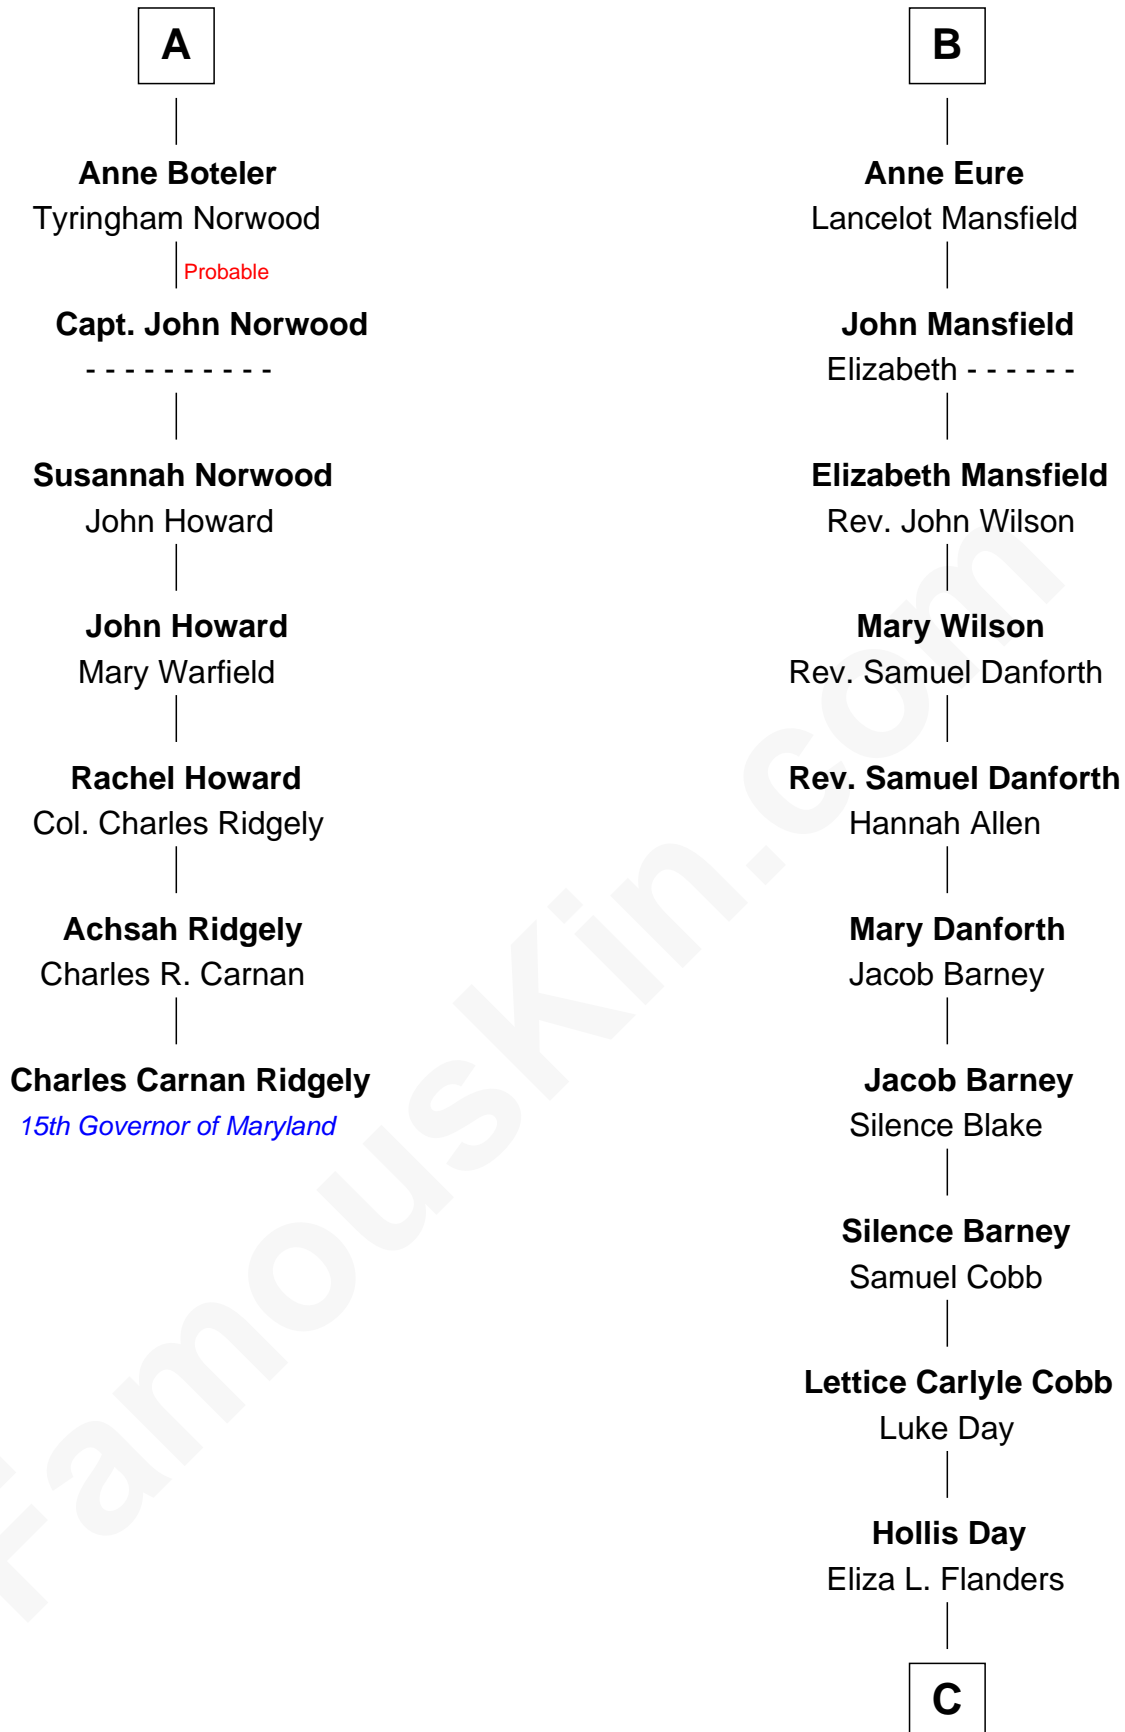 A
Anne Boteler
Tyringham Norwood
Probable
Capt. John Norwood
- - - - - - - - - -
Susannah Norwood
John Howard
John Howard
Mary Warfield
Rachel Howard
Col. Charles Ridgely
Achsah Ridgely
Charles R. Carnan
Charles Carnan Ridgely
15th Governor of Maryland
B
Anne Eure
Lancelot Mansfield
John Mansfield
Elizabeth - - - - - -
Elizabeth Mansfield
Rev. John Wilson
Mary Wilson
Rev. Samuel Danforth
Rev. Samuel Danforth
Hannah Allen
Mary Danforth
Jacob Barney
Jacob Barney
Silence Blake
Silence Barney
Samuel Cobb
Lettice Carlyle Cobb
Luke Day
Hollis Day
Eliza L. Flanders
C
FamousKin.com